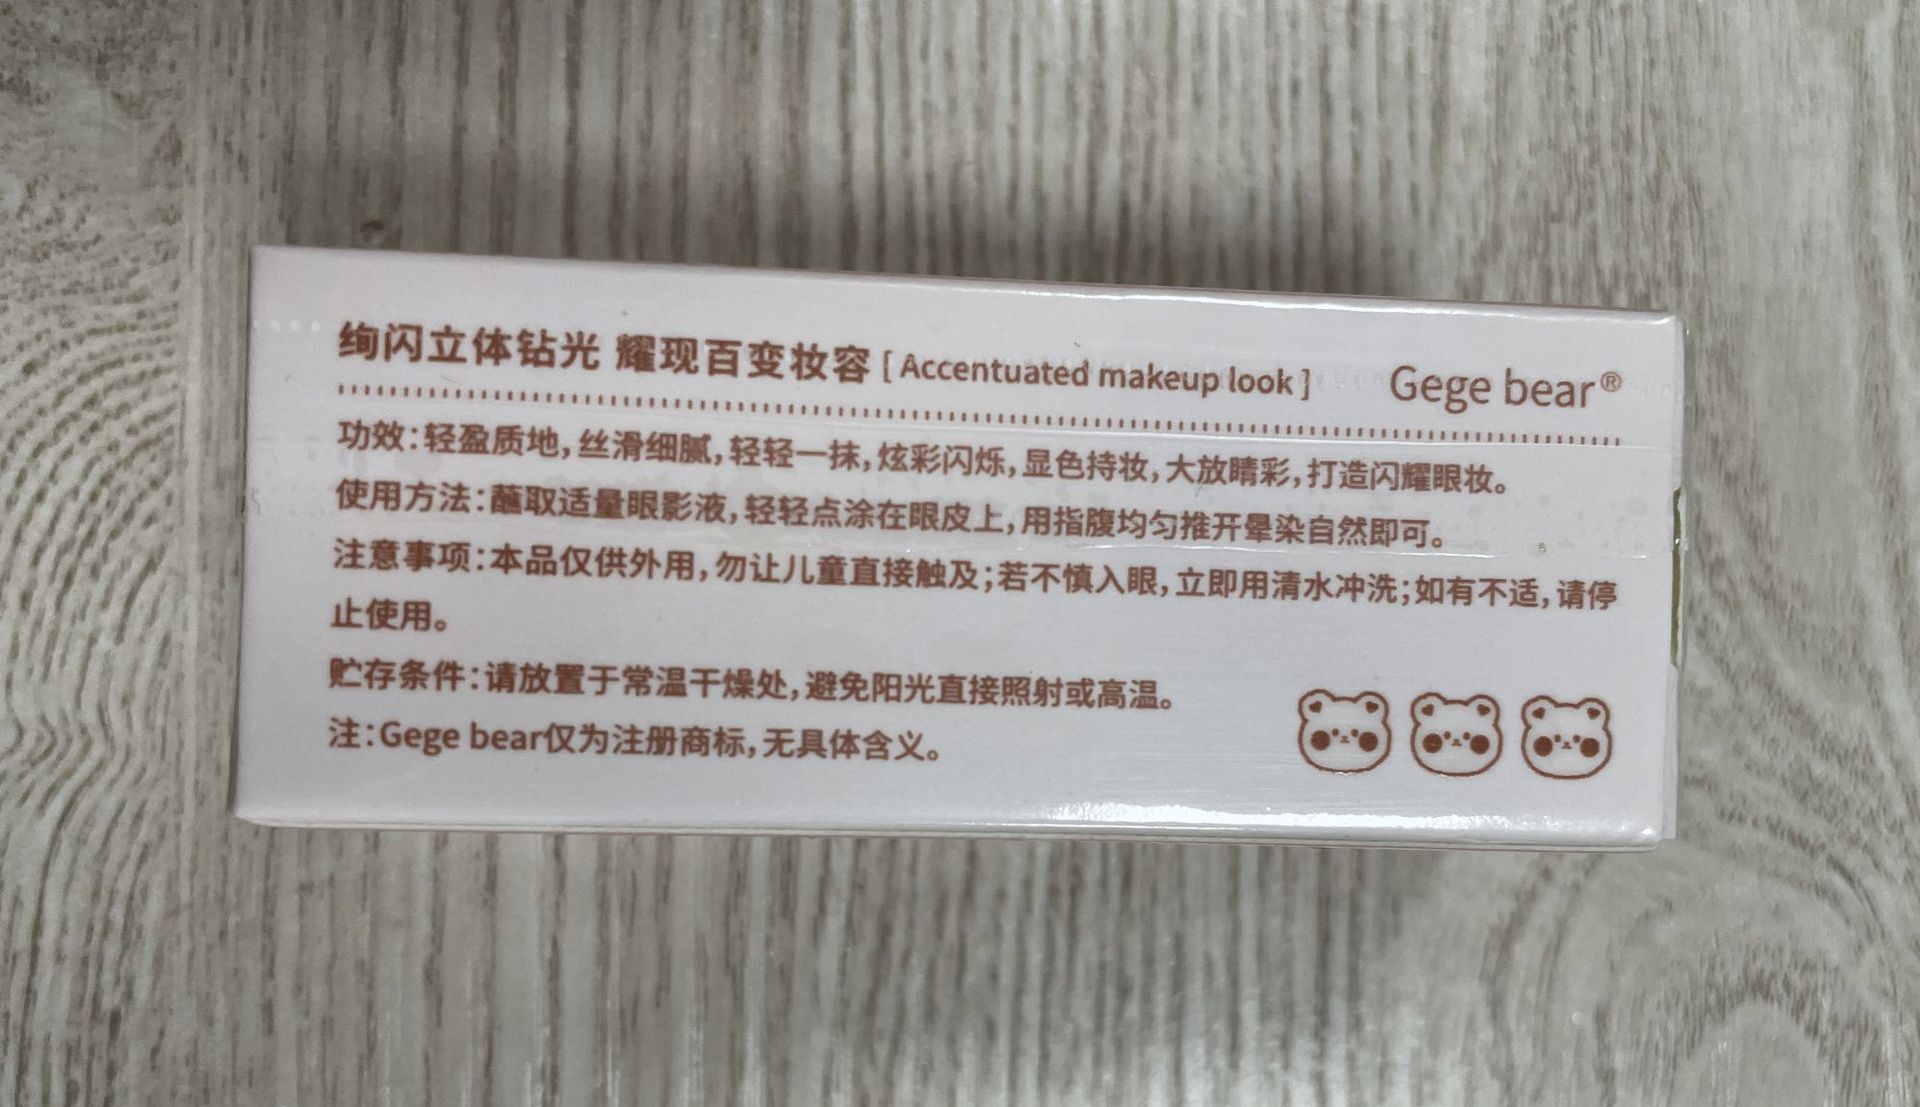 绚闪立体钻光 耀现百变妆容 [ Accentuated makeup look ] Gege bear®
功效:轻盈质地,丝滑细腻,轻轻一抹,炫彩闪烁,显色持妆,大放睛彩,打造闪耀眼妆。
使用方法:蘸取适量眼影液,轻轻点涂在眼皮上,用指腹均匀推开晕染自然即可。
注意事项:本品仅供外用,勿让儿童直接触及;若不慎入眼,立即用清水冲洗;如有不适,请停
止使用。
贮存条件:请放置于常温干燥处,避免阳光直接照射或高温。
注:Gege bear仅为注册商标,无具体含义。